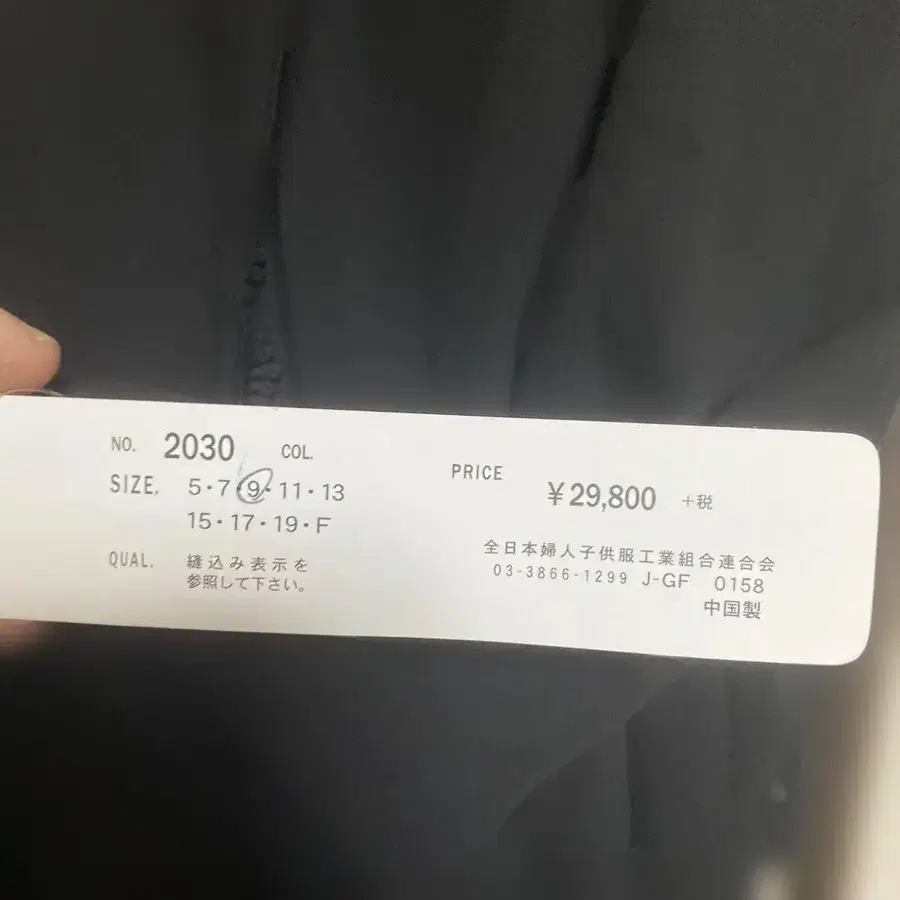 NO. 2030 COL.
SIZE. 5・7・9・11・13
15・17・19・F
QUAL. 縫込み表示を
参照して下さい。
PRICE
¥29,800 +税
全日本婦人子供服工業組合連合会
03-3866-1299 J-GF 0158
中国製